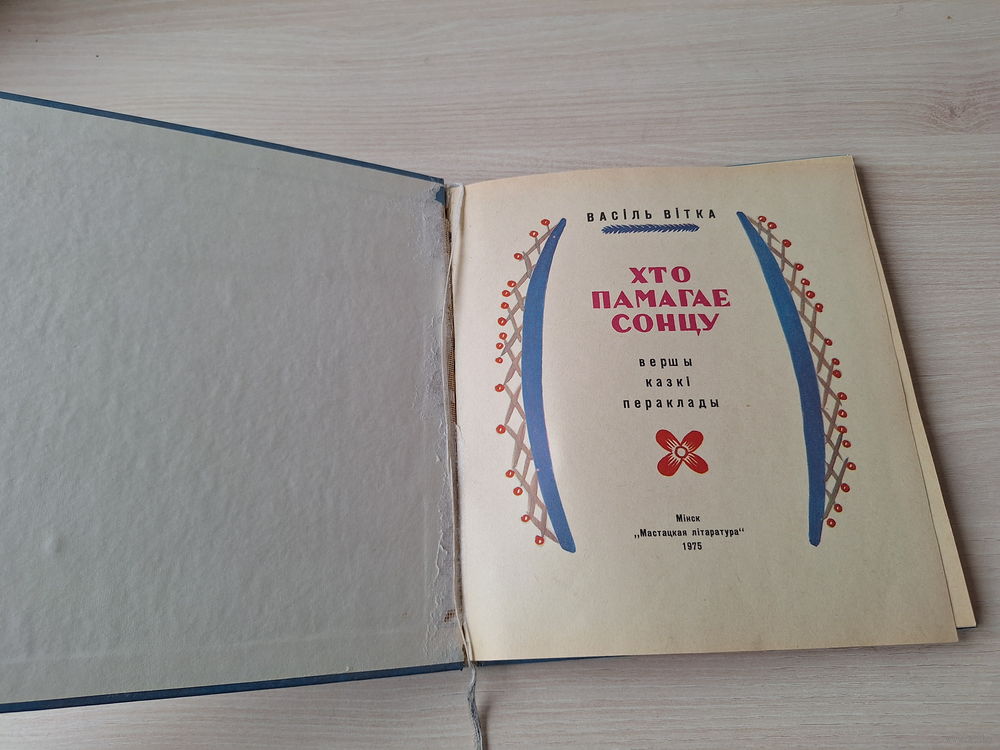 ВАСІЛЬ ВІТКА
ХТО
ПАМАГАЕ
СОНЦУ
вершы
казкі
пераклады
Мінск
„Мастацкая літаратура“
1975